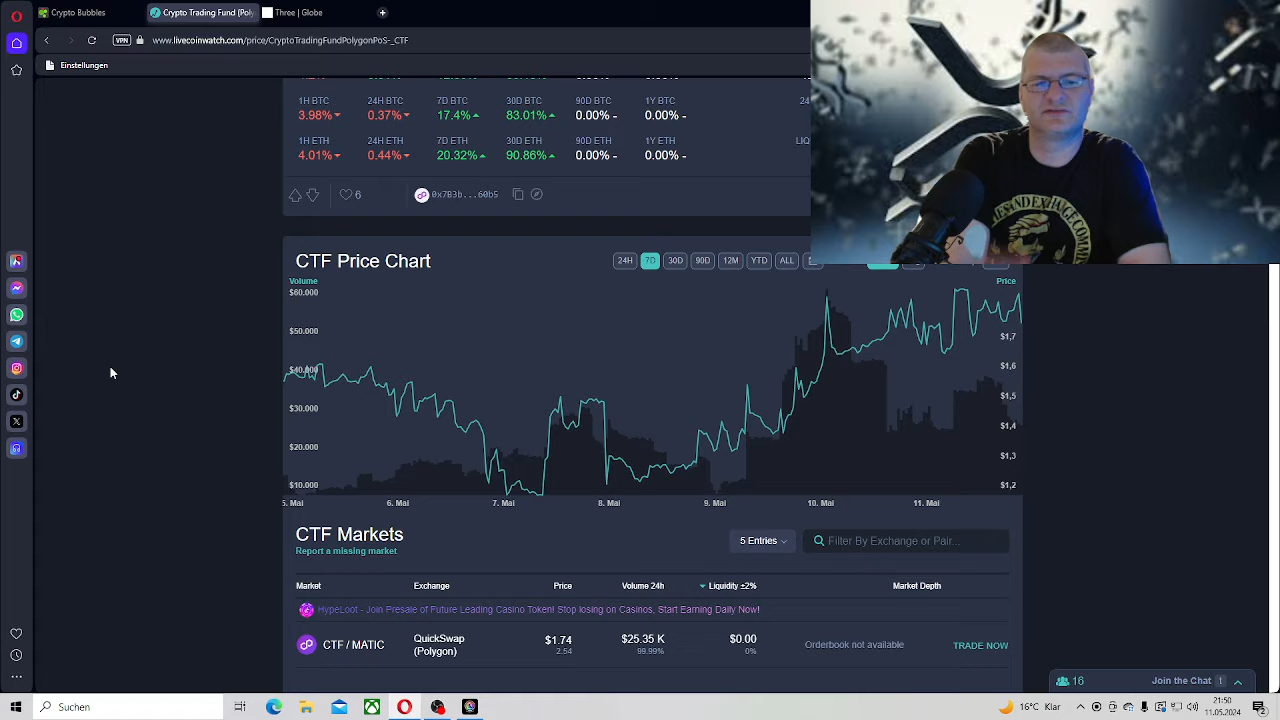 Crypto Bubbles
Crypto Trading Fund (Pol
Three | Globe
VPN
www.livecoinwatch.com/price/CryptoTradingFundPolygonPoS-_CTF
Einstellungen
1H BTC 24H BTC 7D BTC 30D BTC 90D BTC 1Y BTC 24
3.98% 0.37% 17.4% 83.01% 0.00% - 0.00% -
1H ETH 24H ETH 7D ETH 30D ETH 90D ETH 1Y ETH LIQ
4.01% 0.44% 20.32% 90.86% 0.00% - 0.00% -
6
0x7B3b...60b5
CTF Price Chart
24H 7D 30D 90D 12M YTD ALL
Volume Price
$60.000
$50.000 $1,7
$40.000 $1,6
$30.000 $1,5
$1,4
$20.000 $1,3
$10.000 $1,2
5. Mai 6. Mai 7. Mai 8. Mai 9. Mai 10. Mai 11. Mai
CTF Markets
Report a missing market
5 Entries
Filter By Exchange or Pair...
Market Exchange Price Volume 24h Liquidity ±2% Market Depth
HypeLoot - Join Presale of Future Leading Casino Token! Stop losing on Casinos, Start Earning Daily Now!
CTF / MATIC QuickSwap (Polygon) $1.74 2.54 $25.35 K 99.99% $0.00 0% Orderbook not available TRADE NOW
16 Join the Chat
Suchen
16°C Klar
21:50
11.05.2024